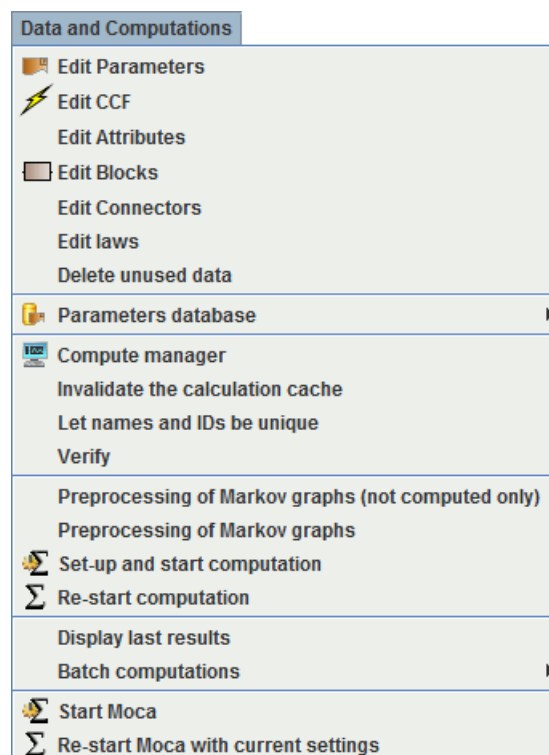 Data and Computations
Edit Parameters
Edit CCF
Edit Attributes
Edit Blocks
Edit Connectors
Edit laws
Delete unused data
Parameters database
Compute manager
Invalidate the calculation cache
Let names and IDs be unique
Verify
Preprocessing of Markov graphs (not computed only)
Preprocessing of Markov graphs
Σ Set-up and start computation
Σ Re-start computation
Display last results
Batch computations
Σ Start Moca
Σ Re-start Moca with current settings